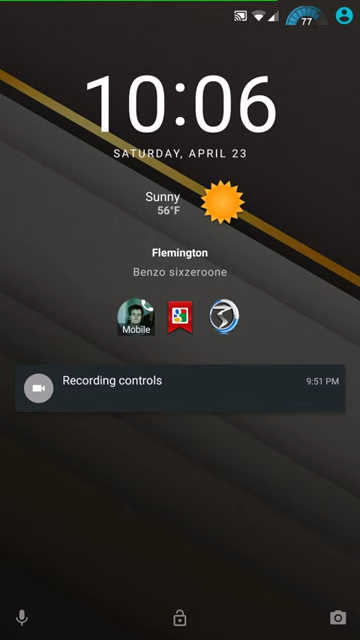 77
10:06
SATURDAY, APRIL 23
Sunny
56°F
Flemington
Benzo sixzeroone
Mobile
Recording controls 9:51 PM